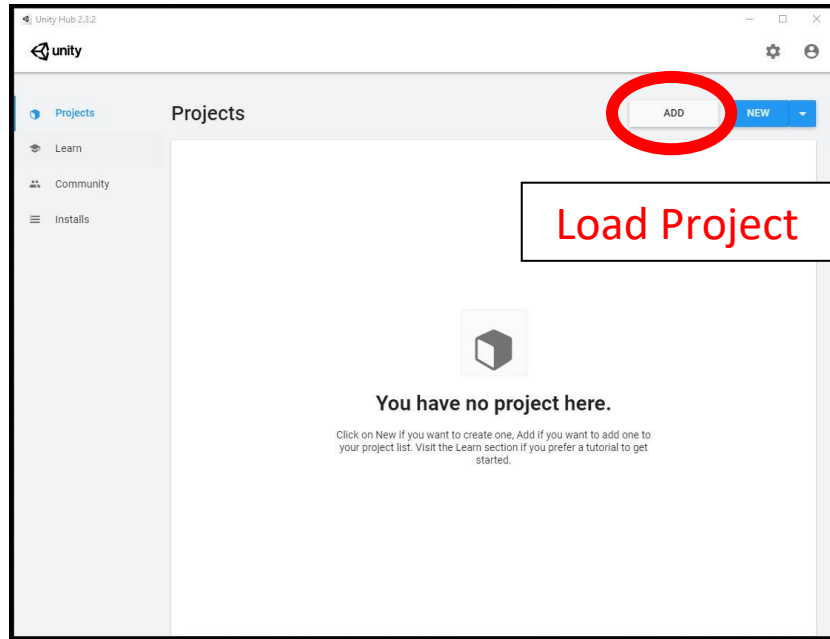 Unity Hub 2.3.2
unity
Projects
Learn
Community
Installs
Projects
ADD
NEW
Load Project
You have no project here.
Click on New if you want to create one, Add if you want to add one to
your project list. Visit the Learn section if you prefer a tutorial to get
started.